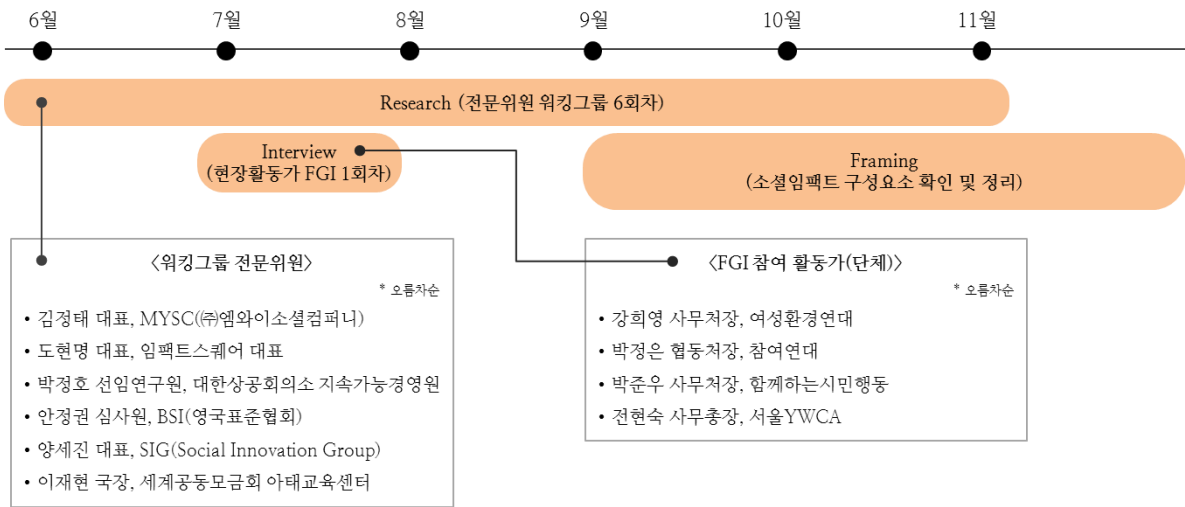 6월 7월 8월 9월 10월 11월
Research (전문위원 워킹그룹 6회차)
Interview
(현장활동가 FGI 1회차)
Framing
(소셜임팩트 구성요소 확인 및 정리)
〈워킹그룹 전문위원〉
* 오름차순
• 김정태 대표, MYSC(㈜엠와이소셜컴퍼니)
• 도현명 대표, 임팩트스퀘어 대표
• 박정호 선임연구원, 대한상공회의소 지속가능경영원
• 안정권 심사원, BSI(영국표준협회)
• 양세진 대표, SIG(Social Innovation Group)
• 이재현 국장, 세계공동모금회 아태교육센터
〈FGI 참여 활동가(단체)〉
* 오름차순
• 강희영 사무처장, 여성환경연대
• 박정은 협동처장, 참여연대
• 박준우 사무처장, 함께하는시민행동
• 전현숙 사무총장, 서울YWCA